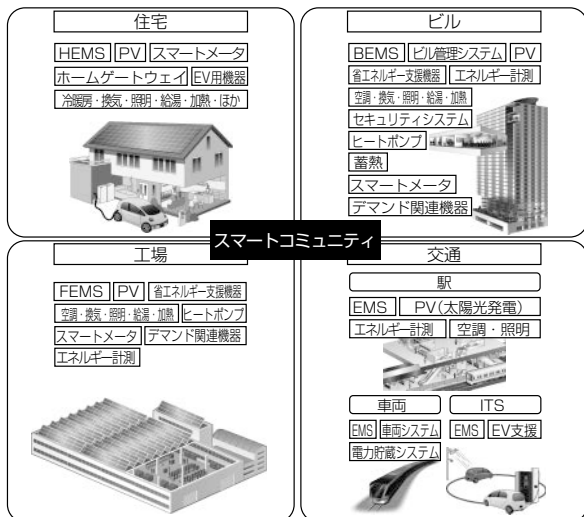 住宅
HEMS PV スマートメータ
ホームゲートウェイ EV用機器
冷暖房・換気・照明・給湯・加熱・ほか
ビル
BEMS ビル管理システム PV
省エネルギー支援機器 エネルギー計測
空調・換気・照明・給湯・加熱
セキュリティシステム
ヒートポンプ
蓄熱
スマートメータ
デマンド関連機器
スマートコミュニティ
工場
FEMS PV 省エネルギー支援機器
空調・換気・照明・給湯・加熱 ヒートポンプ
スマートメータ デマンド関連機器
エネルギー計測
交通
駅
EMS PV(太陽光発電)
エネルギー計測 空調・照明
車両
EMS 車両システム
電力貯蔵システム
ITS
EMS EV支援